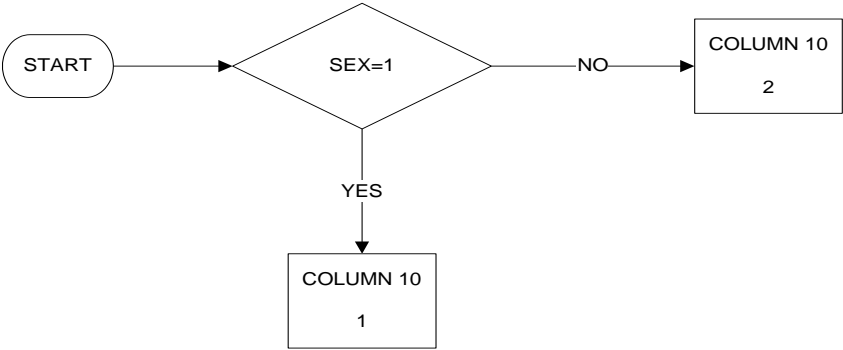 START
SEX=1
NO
COLUMN 10
2
YES
COLUMN 10
1